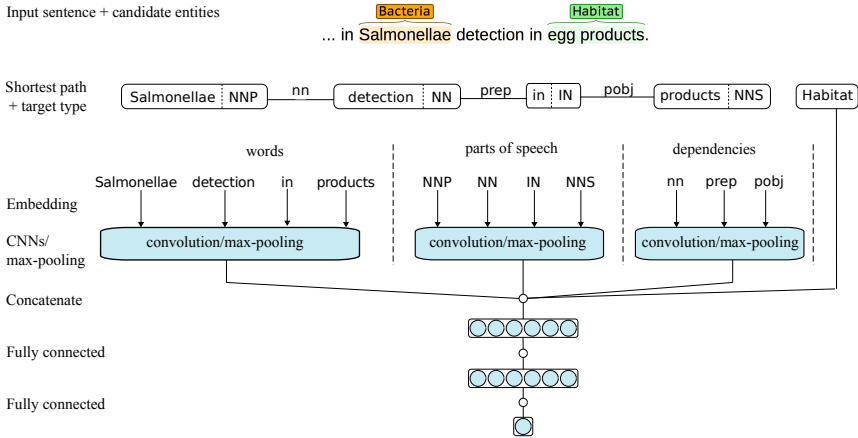 Input sentence + candidate entities
Bacteria Habitat
... in Salmonellae detection in egg products.
Shortest path
+ target type
Salmonellae NNP nn detection NN prep in IN pobj products NNS Habitat
words parts of speech dependencies
Salmonellae detection in products NNP NN IN NNS nn prep pobj
Embedding
CNNs/
max-pooling
convolution/max-pooling convolution/max-pooling convolution/max-pooling
Concatenate
Fully connected
Fully connected